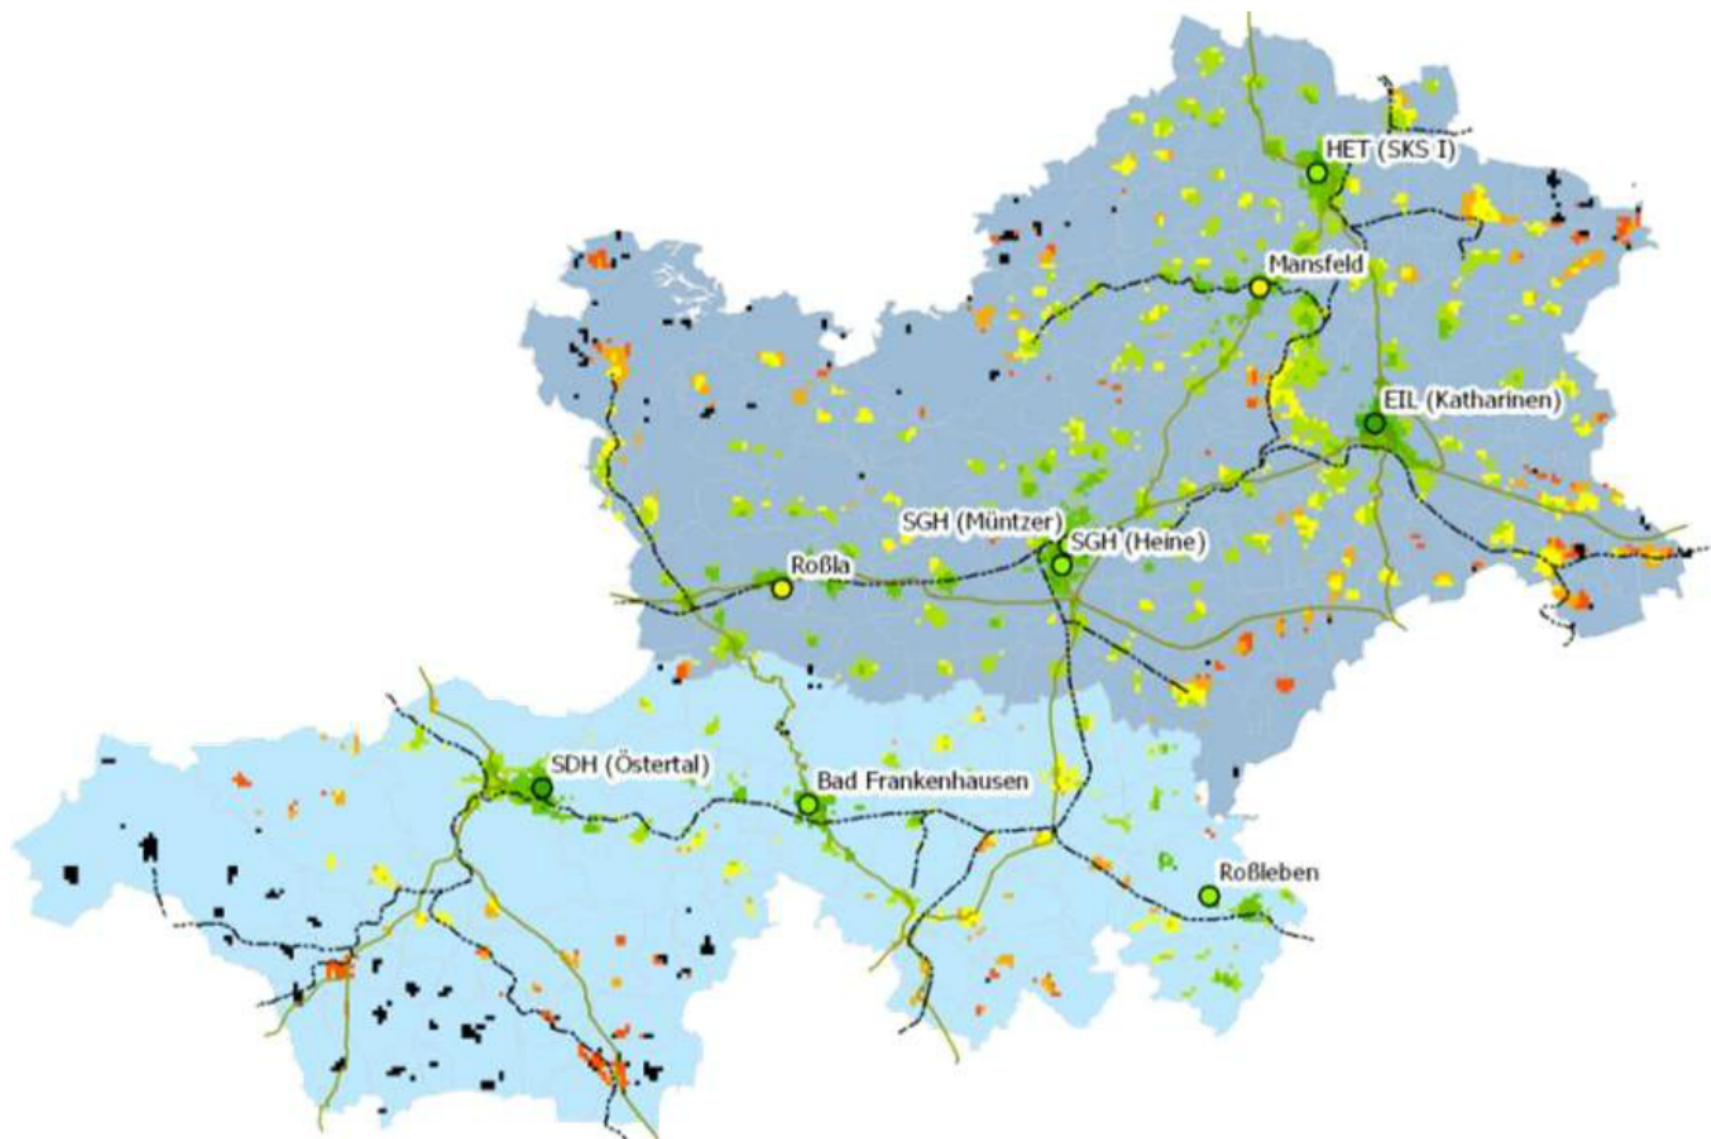 HET (SKS I)
Mansfeld
EIL (Katharinen)
SGH (Müntzer)
SGH (Heine)
Roßla
SDH (Östertal)
Bad Frankenhausen
Roßleben